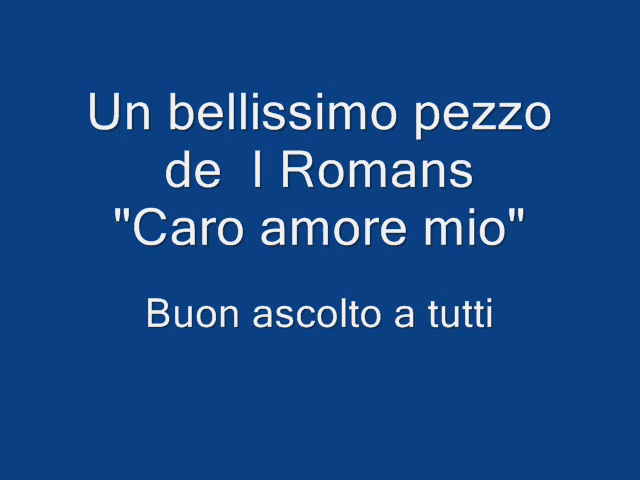 Un bellissimo pezzo
de  I Romans
"Caro amore mio"
Buon ascolto a tutti